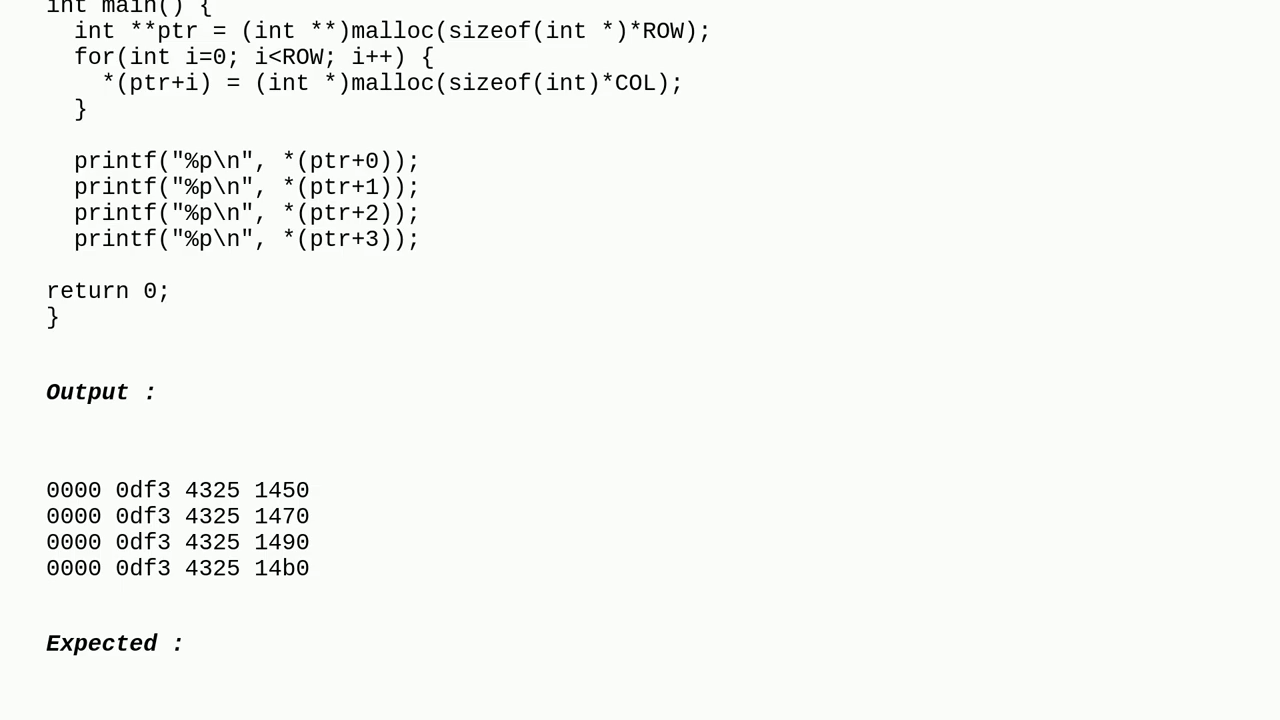 int main() {
  int **ptr = (int **)malloc(sizeof(int *)*ROW);
  for(int i=0; i<ROW; i++) {
    *(ptr+i) = (int *)malloc(sizeof(int)*COL);
  }
  printf("%p\n", *(ptr+0));
  printf("%p\n", *(ptr+1));
  printf("%p\n", *(ptr+2));
  printf("%p\n", *(ptr+3));
return 0;
}
Output :
0000 0df3 4325 1450
0000 0df3 4325 1470
0000 0df3 4325 1490
0000 0df3 4325 14b0
Expected :